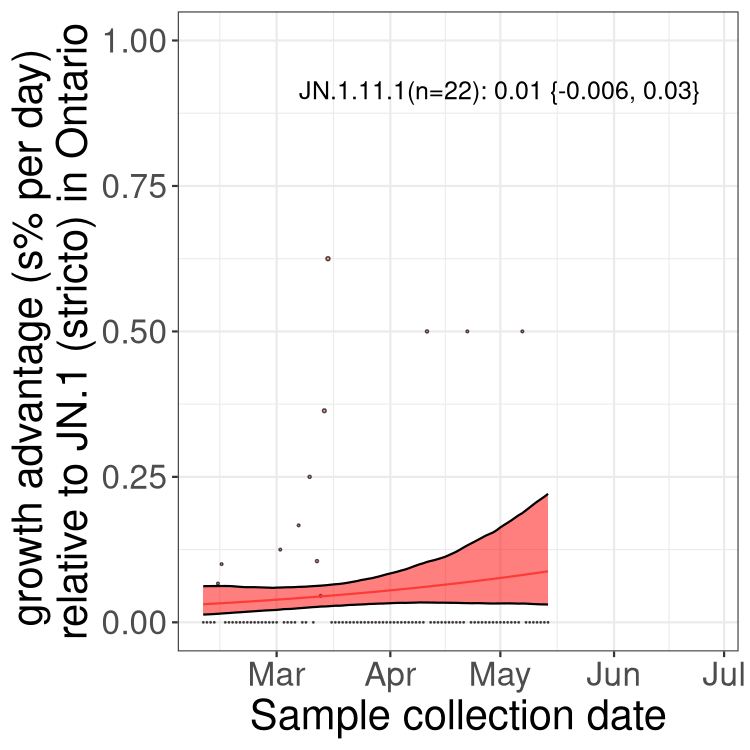 growth advantage (s% per day)
relative to JN.1 (stricto) in Ontario
1.00
0.75
0.50
0.25
0.00
JN.1.11.1(n=22): 0.01 {-0.006, 0.03}
Mar Apr May Jun Jul
Sample collection date